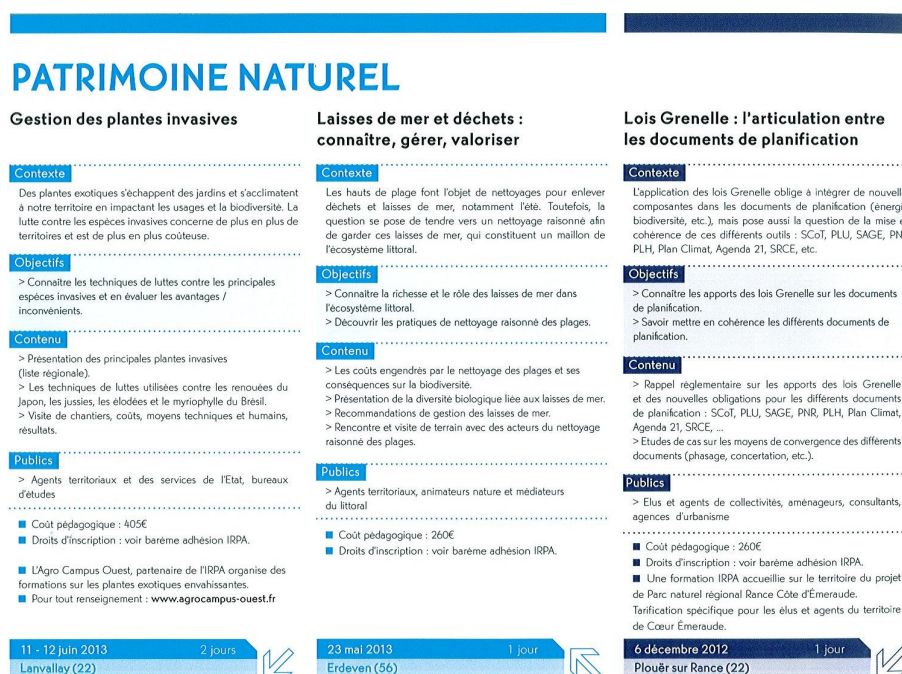 PATRIMOINE NATUREL
Gestion des plantes invasives
Contexte
Des plantes exotiques s'échappent des jardins et s'acclimatent
à notre territoire en impactant les usages et la biodiversité. La
lutte contre les espèces invasives concerne de plus en plus de
territoires et est de plus en plus coûteuse.
Objectifs
> Connaître les techniques de luttes contre les principales
espèces invasives et en évaluer les avantages /
inconvénients.
Contenu
> Présentation des principales plantes invasives
(liste régionale).
> Les techniques de luttes utilisées contre les renouées du
Japon, les jussies, les élodées et le myriophylle du Brésil.
> Visite de chantiers, coûts, moyens techniques et humains,
résultats.
Publics
> Agents territoriaux et des services de l'Etat, bureaux
d'études
Coût pédagogique : 405€
Droits d'inscription : voir barème adhésion IRPA.
L'Agro Campus Ouest, partenaire de l'IRPA organise des
formations sur les plantes exotiques envahissantes.
Pour tout renseignement : www.agrocampus-ouest.fr
11 - 12 juin 2013 2 jours
Lanvallay (22)
Laisses de mer et déchets :
connaître, gérer, valoriser
Contexte
Les hauts de plage font l'objet de nettoyages pour enlever
déchets et laisses de mer, notamment l'été. Toutefois, la
question se pose de tendre vers un nettoyage raisonné afin
de garder ces laisses de mer, qui constituent un maillon de
l'écosystème littoral.
Objectifs
> Connaître la richesse et le rôle des laisses de mer dans
l'écosystème littoral.
> Découvrir les pratiques de nettoyage raisonné des plages.
Contenu
> Les coûts engendrés par le nettoyage des plages et ses
conséquences sur la biodiversité.
> Présentation de la diversité biologique liée aux laisses de mer.
> Recommandations de gestion des laisses de mer.
> Rencontre et visite de terrain avec des acteurs du nettoyage
raisonné des plages.
Publics
> Agents territoriaux, animateurs nature et médiateurs
du littoral
Coût pédagogique : 260€
Droits d'inscription : voir barème adhésion IRPA.
23 mai 2013 1 jour
Erdeven (56)
Lois Grenelle : l'articulation entre
les documents de planification
Contexte
L'application des lois Grenelle oblige à intégrer de nouvell
composantes dans les documents de planification (énergi
biodiversité, etc.), mais pose aussi la question de la mise e
cohérence de ces différents outils : SCoT, PLU, SAGE, PN
PLH, Plan Climat, Agenda 21, SRCE, etc.
Objectifs
> Connaître les apports des lois Grenelle sur les documents
de planification.
> Savoir mettre en cohérence les différents documents de
planification.
Contenu
> Rappel réglementaire sur les apports des lois Grenelle
et des nouvelles obligations pour les différents documents
de planification : SCoT, PLU, SAGE, PNR, PLH, Plan Climat,
Agenda 21, SRCE, ...
> Etudes de cas sur les moyens de convergence des différents
documents (phasage, concertation, etc.).
Publics
> Elus et agents de collectivités, aménageurs, consultants,
agences d'urbanisme
Coût pédagogique : 260€
Droits d'inscription : voir barème adhésion IRPA.
Une formation IRPA accueillie sur le territoire du projet
de Parc naturel régional Rance Côte d'Émeraude.
Tarification spécifique pour les élus et agents du territoire
de Cœur Émeraude.
6 décembre 2012 1 jour
Plouër sur Rance (22)